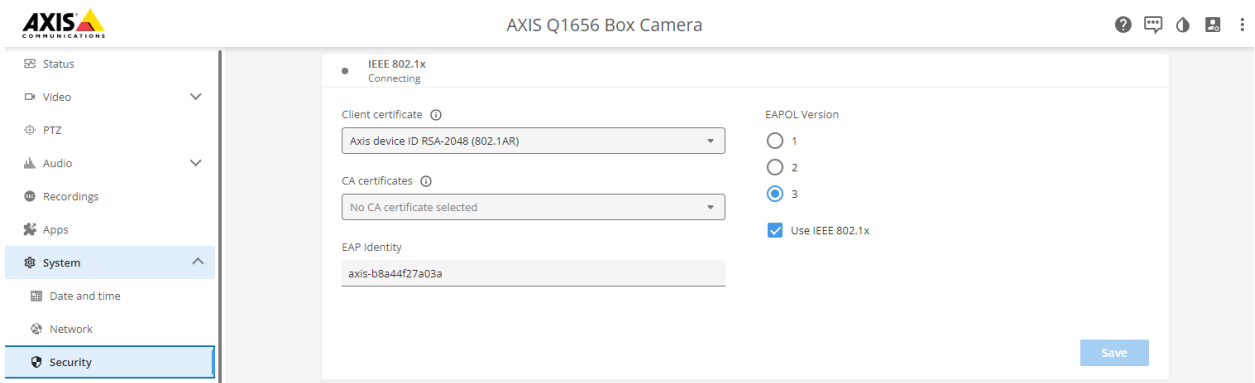 AXIS
COMMUNICATIONS
AXIS Q1656 Box Camera
Status
Video
PTZ
Audio
Recordings
Apps
System
Date and time
Network
Security
IEEE 802.1x
Connecting
Client certificate
Axis device ID RSA-2048 (802.1AR)
CA certificates
No CA certificate selected
EAP Identity
axis-b8a44f27a03a
EAPOL Version
1
2
3
Use IEEE 802.1x
Save